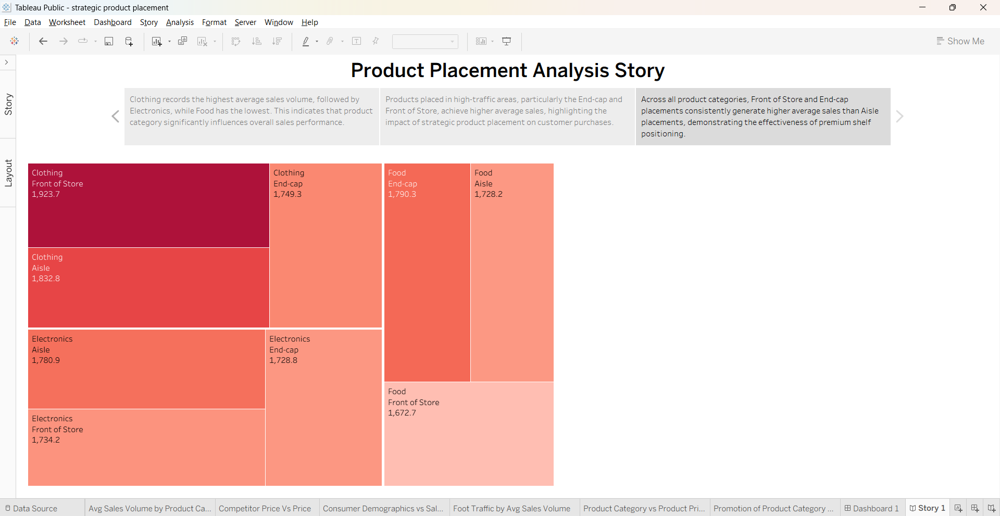 Tableau Public - strategic product placement
File Data Worksheet Dashboard Story Analysis Format Server Window Help
Show Me
Story
Layout
Product Placement Analysis Story
Clothing records the highest average sales volume, followed by
Electronics, while Food has the lowest. This indicates that product
category significantly influences overall sales performance.
Products placed in high-traffic areas, particularly the End-cap and
Front of Store, achieve higher average sales, highlighting the
impact of strategic product placement on customer purchases.
Across all product categories, Front of Store and End-cap
placements consistently generate higher average sales than Aisle
placements, demonstrating the effectiveness of premium shelf
positioning.
Clothing
Front of Store
1,923.7
Clothing
End-cap
1,749.3
Food
End-cap
1,790.3
Food
Aisle
1,728.2
Clothing
Aisle
1,832.8
Electronics
Aisle
1,780.9
Electronics
End-cap
1,728.8
Food
Front of Store
1,672.7
Electronics
Front of Store
1,734.2
Data Source
Avg Sales Volume by Product Ca...
Competitor Price Vs Price
Consumer Demographics vs Sal...
Foot Traffic by Avg Sales Volume
Product Category vs Product Pri...
Promotion of Product Category ...
Dashboard 1
Story 1